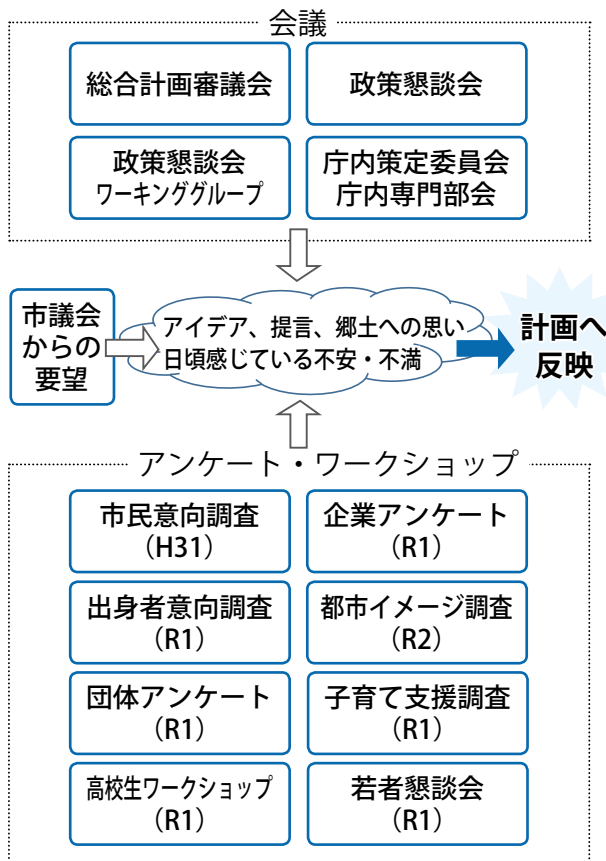 会議
総合計画審議会
政策懇談会
政策懇談会
ワーキンググループ
庁内策定委員会
庁内専門部会
市議会
からの
要望
アイデア、提言、郷土への思い
日頃感じている不安・不満
計画へ
反映
アンケート・ワークショップ
市民意向調査
（H31）
企業アンケート
（R1）
出身者意向調査
（R1）
都市イメージ調査
（R2）
団体アンケート
（R1）
子育て支援調査
（R1）
高校生ワークショップ
（R1）
若者懇談会
（R1）